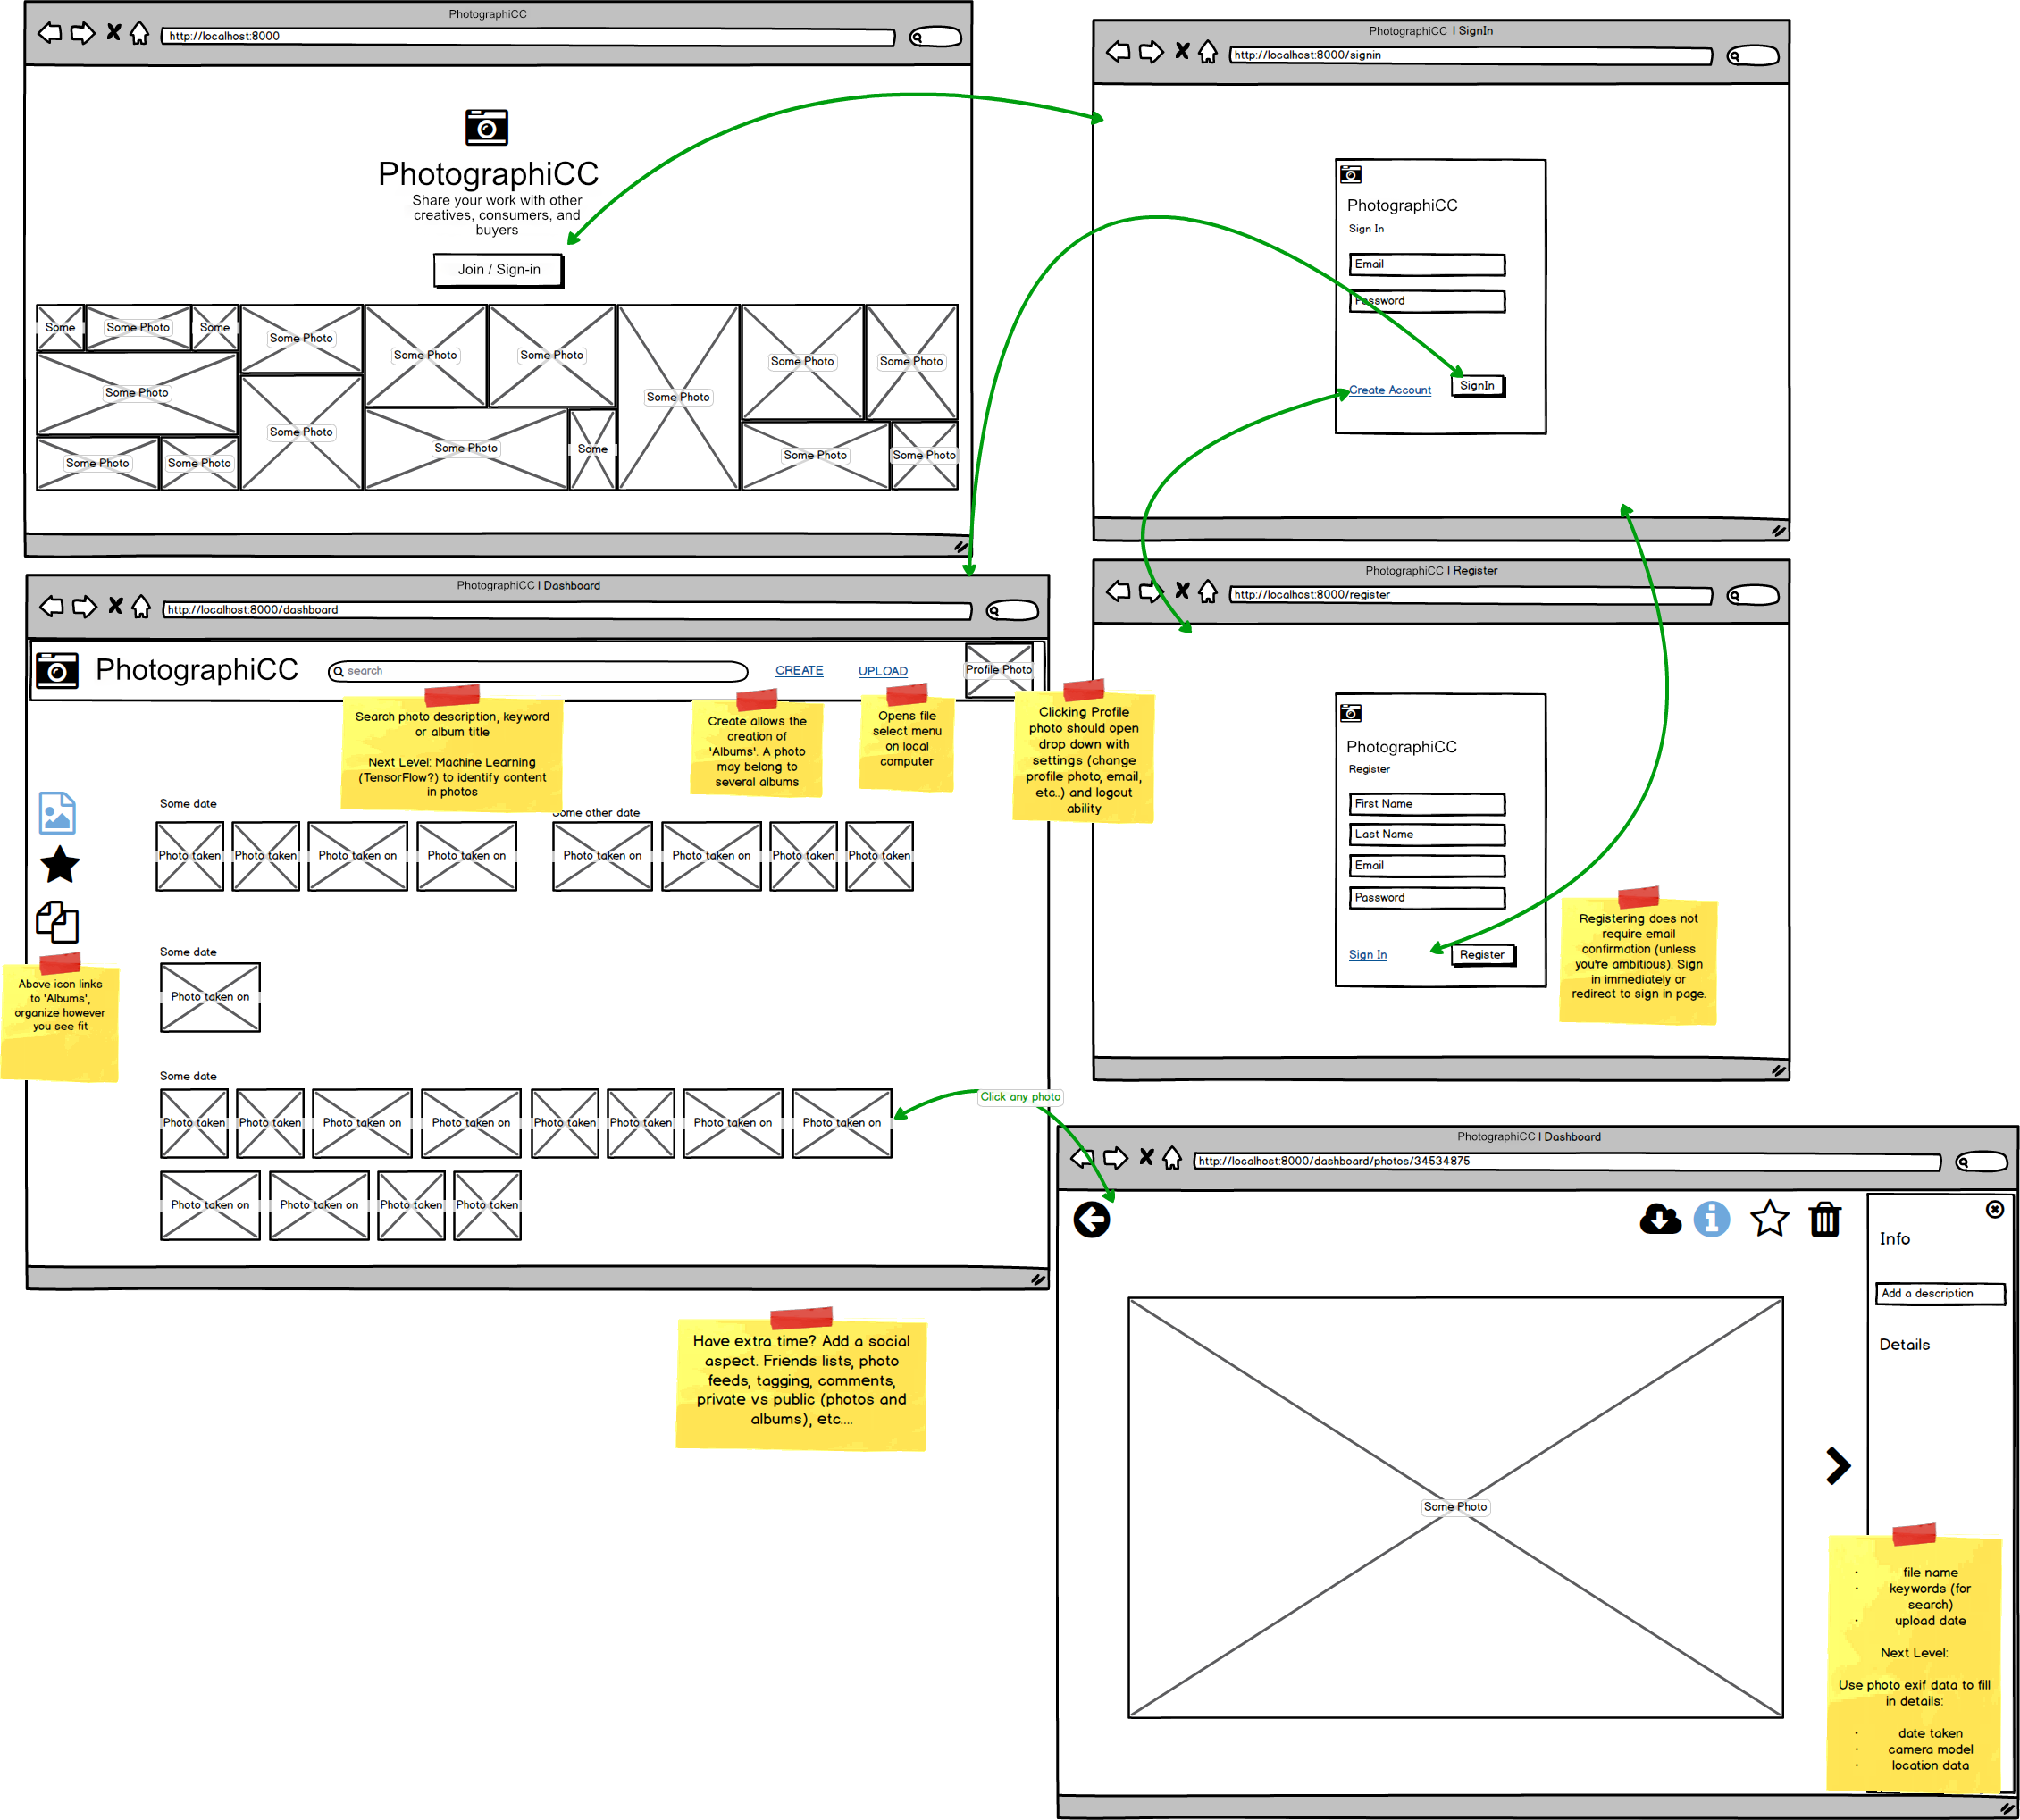 PhotographiCC
http://localhost:8000
PhotographiCC
Share your work with other
creatives, consumers, and
buyers
Join / Sign-in
Some
Some Photo
Some
Some Photo
Some Photo
Some Photo
Some Photo
Some Photo
Some Photo
Some Photo
Some Photo
Some Photo
Some
Some Photo
Some Photo
Some Photo
Some Photo
PhotographiCC | SignIn
http://localhost:8000/signin
PhotographiCC
Sign In
Email
Password
Create Account
SignIn
PhotographiCC | Dashboard
http://localhost:8000/dashboard
PhotographiCC
search
CREATE
UPLOAD
Profile Photo
Search photo description, keyword
or album title
Next Level: Machine Learning
(TensorFlow?) to identify content
in photos
Create allows the
creation of
'Albums'. A photo
may belong to
several albums
Opens file
select menu
on local
computer
Clicking Profile
photo should open
drop down with
settings (change
profile photo, email,
etc..) and logout
ability
Some date
Some other date
Photo taken
Photo taken
Photo taken on
Photo taken on
Photo taken on
Photo taken on
Photo taken
Photo taken
Some date
Photo taken on
Above icon links
to 'Albums',
organize however
you see fit
Some date
Photo taken
Photo taken
Photo taken on
Photo taken on
Photo taken
Photo taken
Photo taken on
Photo taken on
Photo taken on
Photo taken on
Photo taken
Photo taken
Click any photo
PhotographiCC | Register
http://localhost:8000/register
PhotographiCC
Register
First Name
Last Name
Email
Password
Sign In
Register
Registering does not
require email
confirmation (unless
you're ambitious). Sign
in immediately or
redirect to sign in page.
Have extra time? Add a social
aspect. Friends lists, photo
feeds, tagging, comments,
private vs public (photos and
albums), etc....
PhotographiCC | Dashboard
http://localhost:8000/dashboard/photos/34534875
Info
Add a description
Details
Some Photo
· file name
· keywords (for
search)
· upload date
Next Level:
Use photo exif data to fill
in details:
· date taken
· camera model
· location data